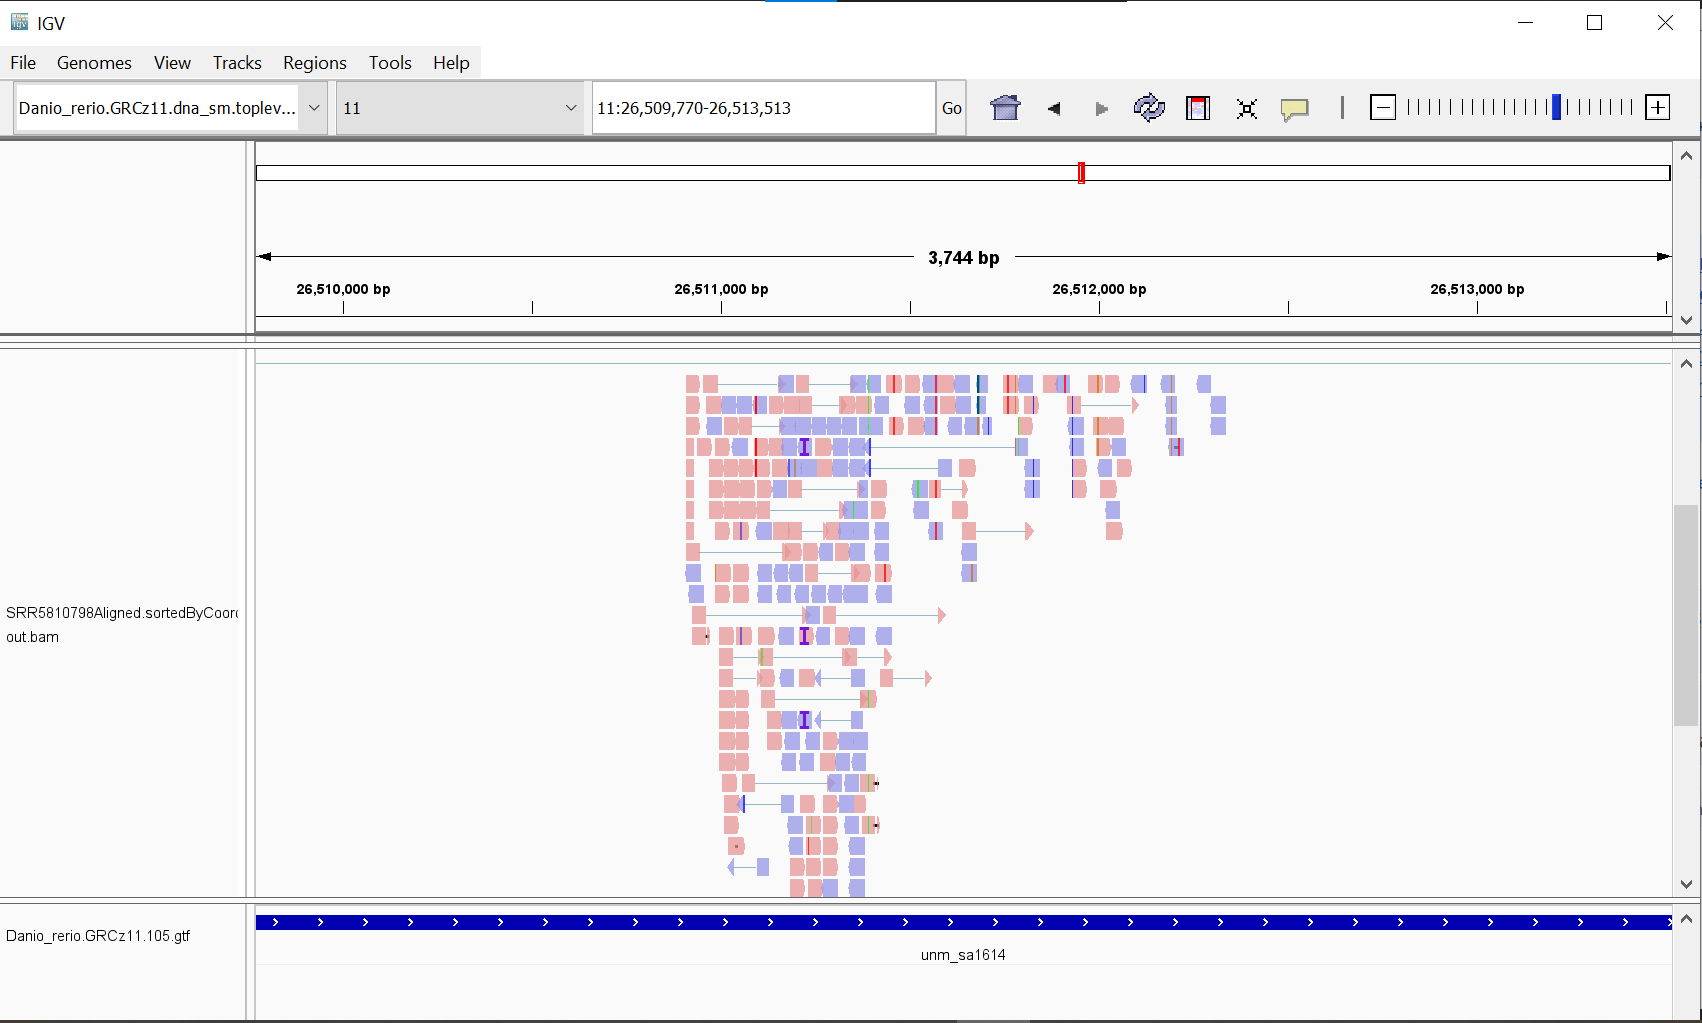 IGV
File Genomes View Tracks Regions Tools Help
Danio_rerio.GRCz11.dna_sm.toplev... 11 11:26,509,770-26,513,513 Go
3,744 bp
26,510,000 bp 26,511,000 bp 26,512,000 bp 26,513,000 bp
SRR5810798Aligned.sortedByCoord
out.bam
Danio_rerio.GRCz11.105.gtf
unm_sa1614